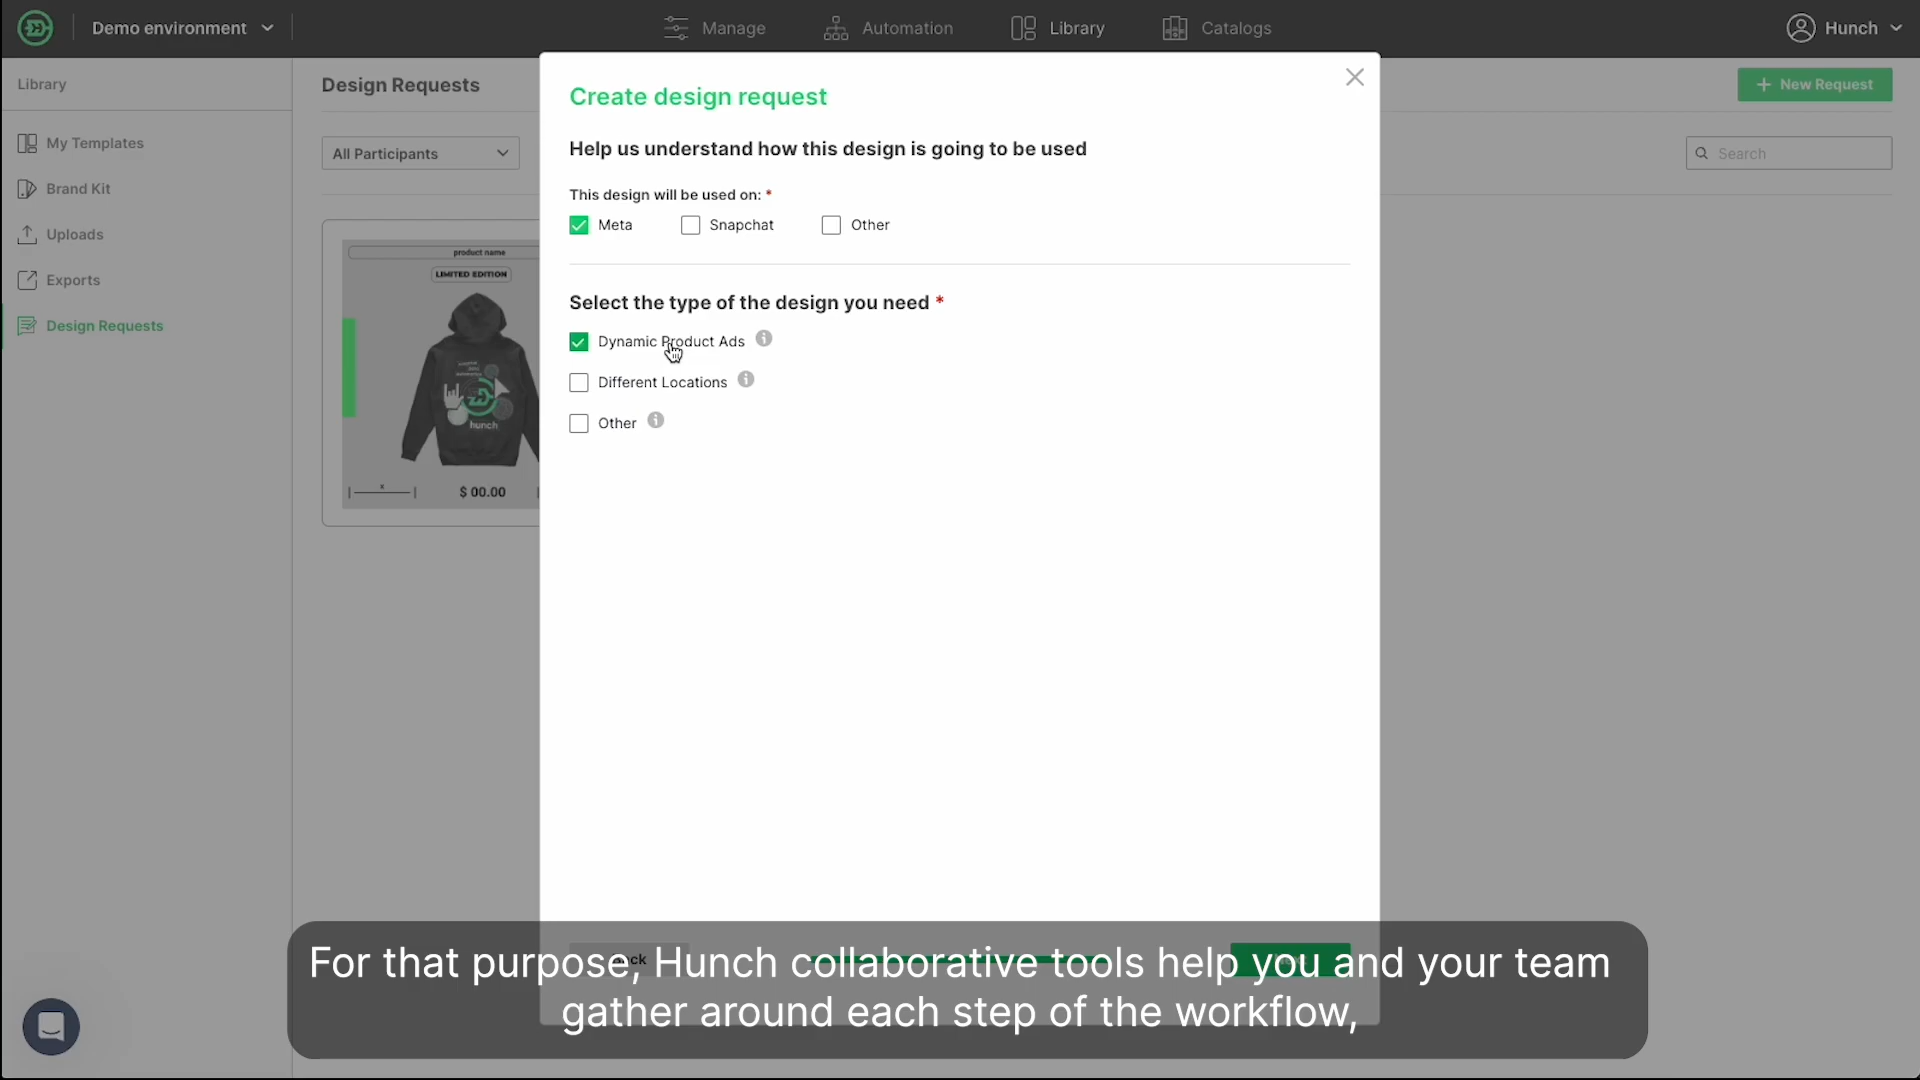 Demo environment
Manage
Automation
Library
Catalogs
Hunch
Library
My Templates
Brand Kit
Uploads
Exports
Design Requests
Design Requests
All Participants
New Request
Search
product name
LIMITED EDITION
hunch
x
$ 00.00
Create design request
Help us understand how this design is going to be used
This design will be used on: *
Meta
Snapchat
Other
Select the type of the design you need *
Dynamic Product Ads
Different Locations
Other
For that purpose, Hunch collaborative tools help you and your team
gather around each step of the workflow,